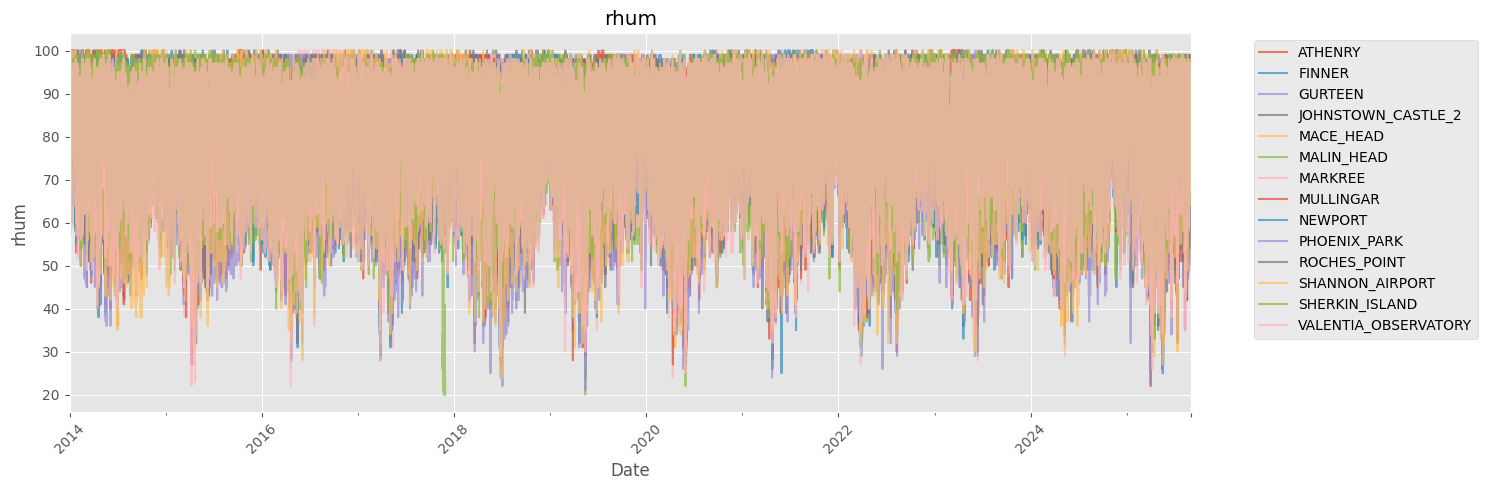 rhum
100
90
80
70
60
50
40
30
20
rhum
2014
2016
2018
2020
2022
2024
Date
ATHENRY
FINNER
GURTEEN
JOHNSTOWN_CASTLE_2
MACE_HEAD
MALIN_HEAD
MARKREE
MULLINGAR
NEWPORT
PHOENIX_PARK
ROCHES_POINT
SHANNON_AIRPORT
SHERKIN_ISLAND
VALENTIA_OBSERVATORY